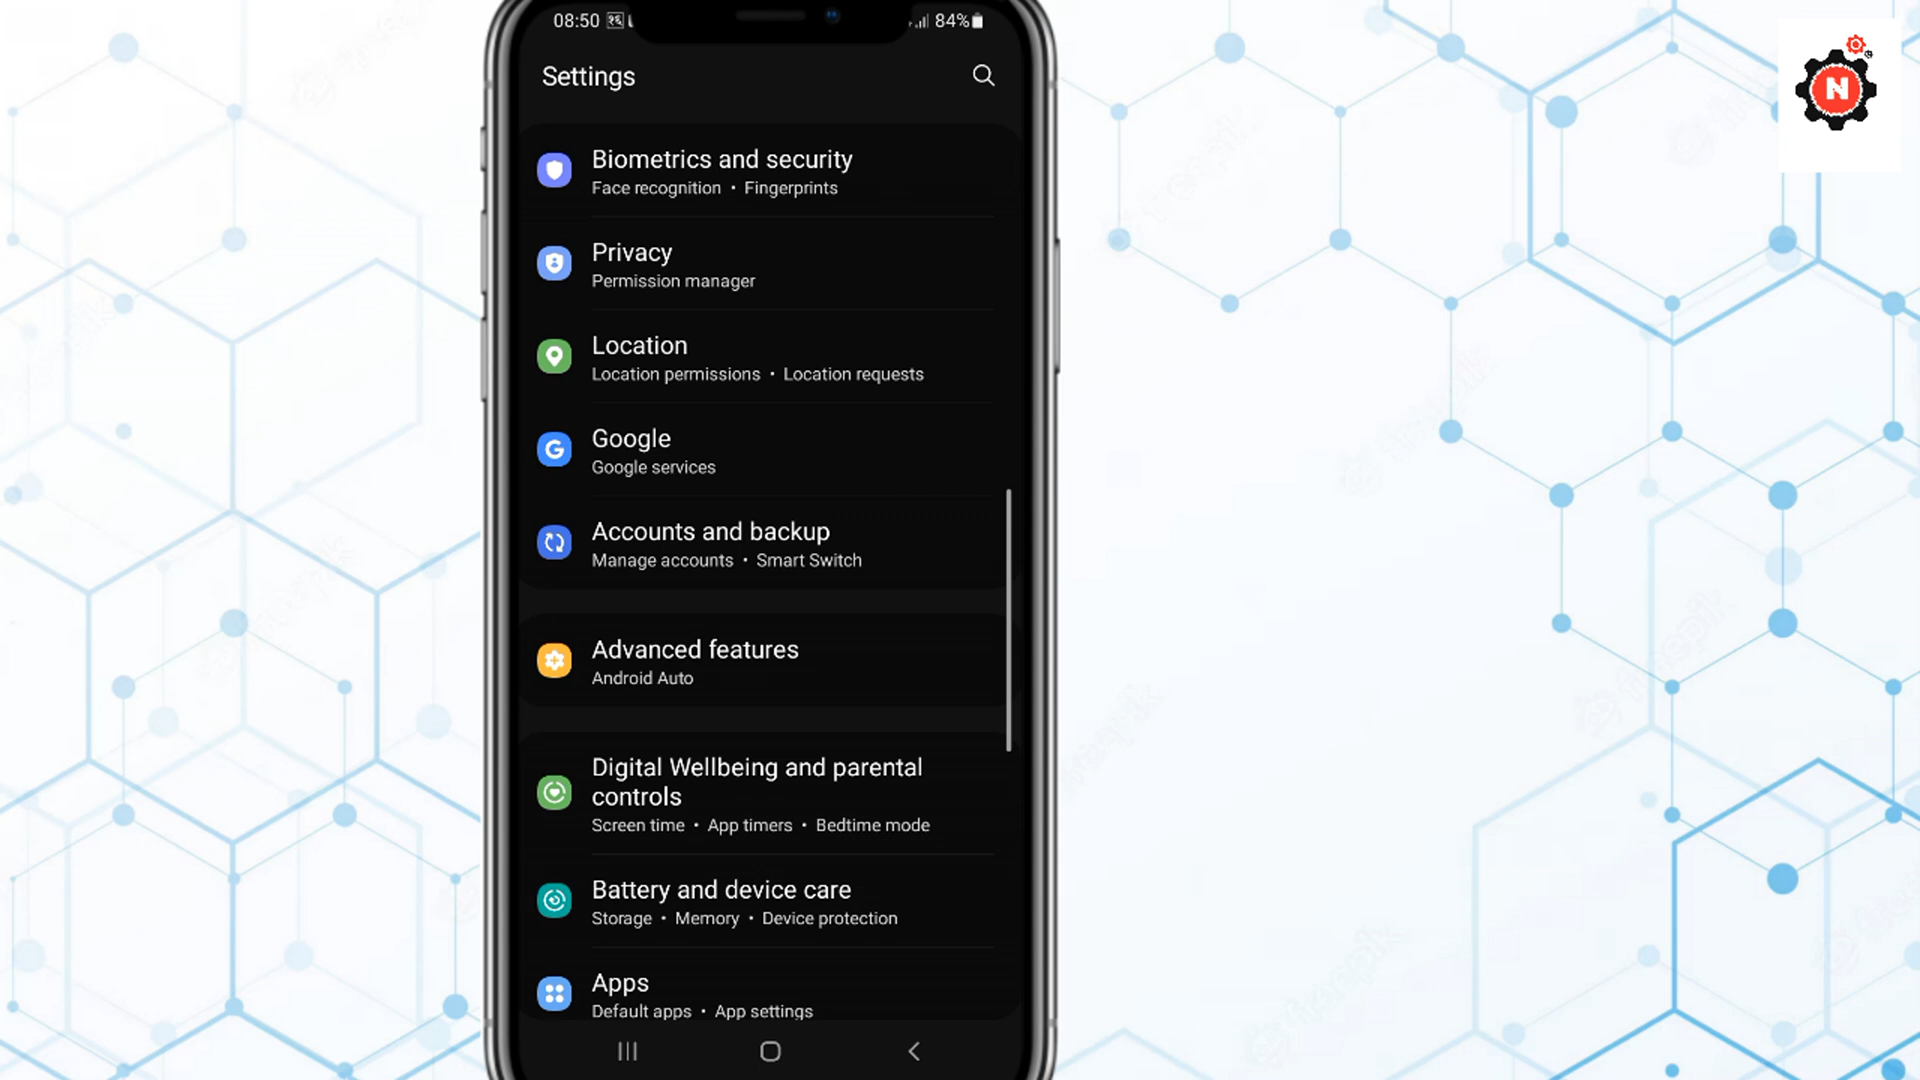 08:50
84%
Settings
Biometrics and security
Face recognition • Fingerprints
Privacy
Permission manager
Location
Location permissions • Location requests
Google
Google services
Accounts and backup
Manage accounts • Smart Switch
Advanced features
Android Auto
Digital Wellbeing and parental
controls
Screen time • App timers • Bedtime mode
Battery and device care
Storage • Memory • Device protection
Apps
Default apps • App settings
N